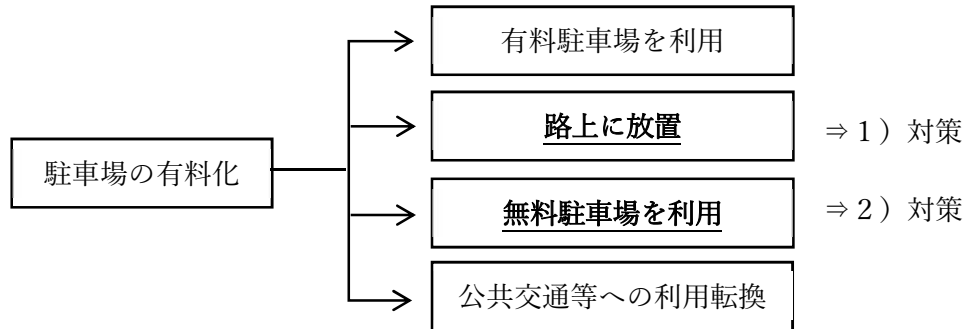 有料駐車場を利用
路上に放置
⇒１）対策
駐車場の有料化
無料駐車場を利用
⇒２）対策
公共交通等への利用転換